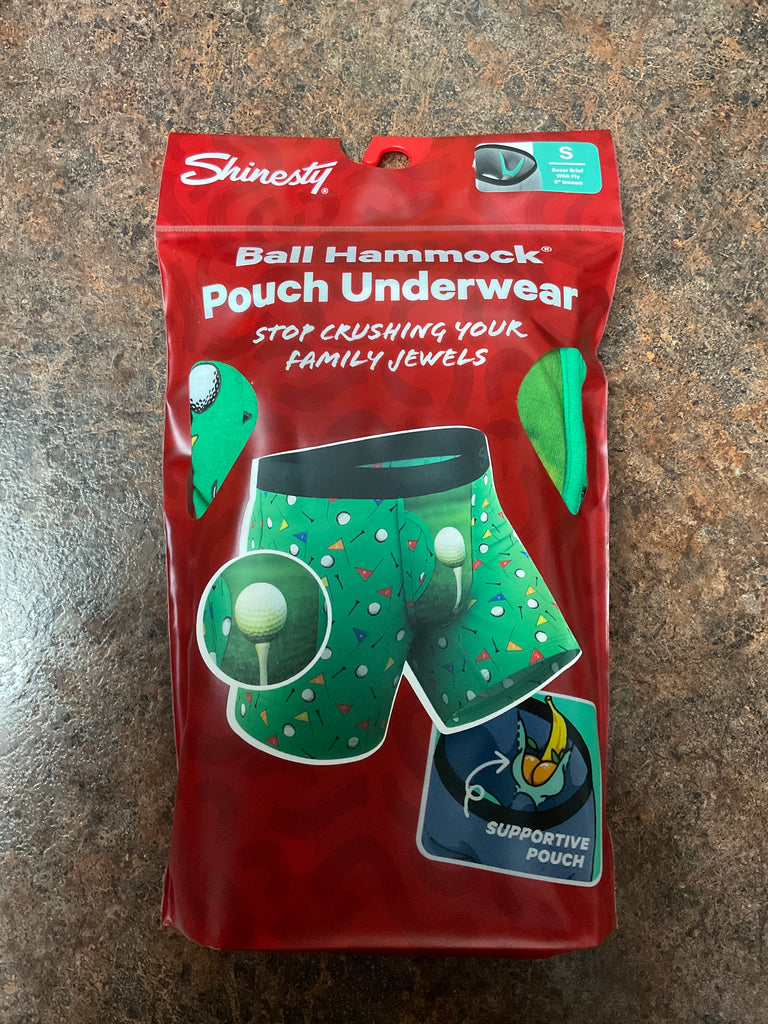 Shinesty®
S
Boxer Brief
With Fly
Ball Hammock®
Pouch Underwear
STOP CRUSHING YOUR
FAMILY JEWELS
SUPPORTIVE
POUCH